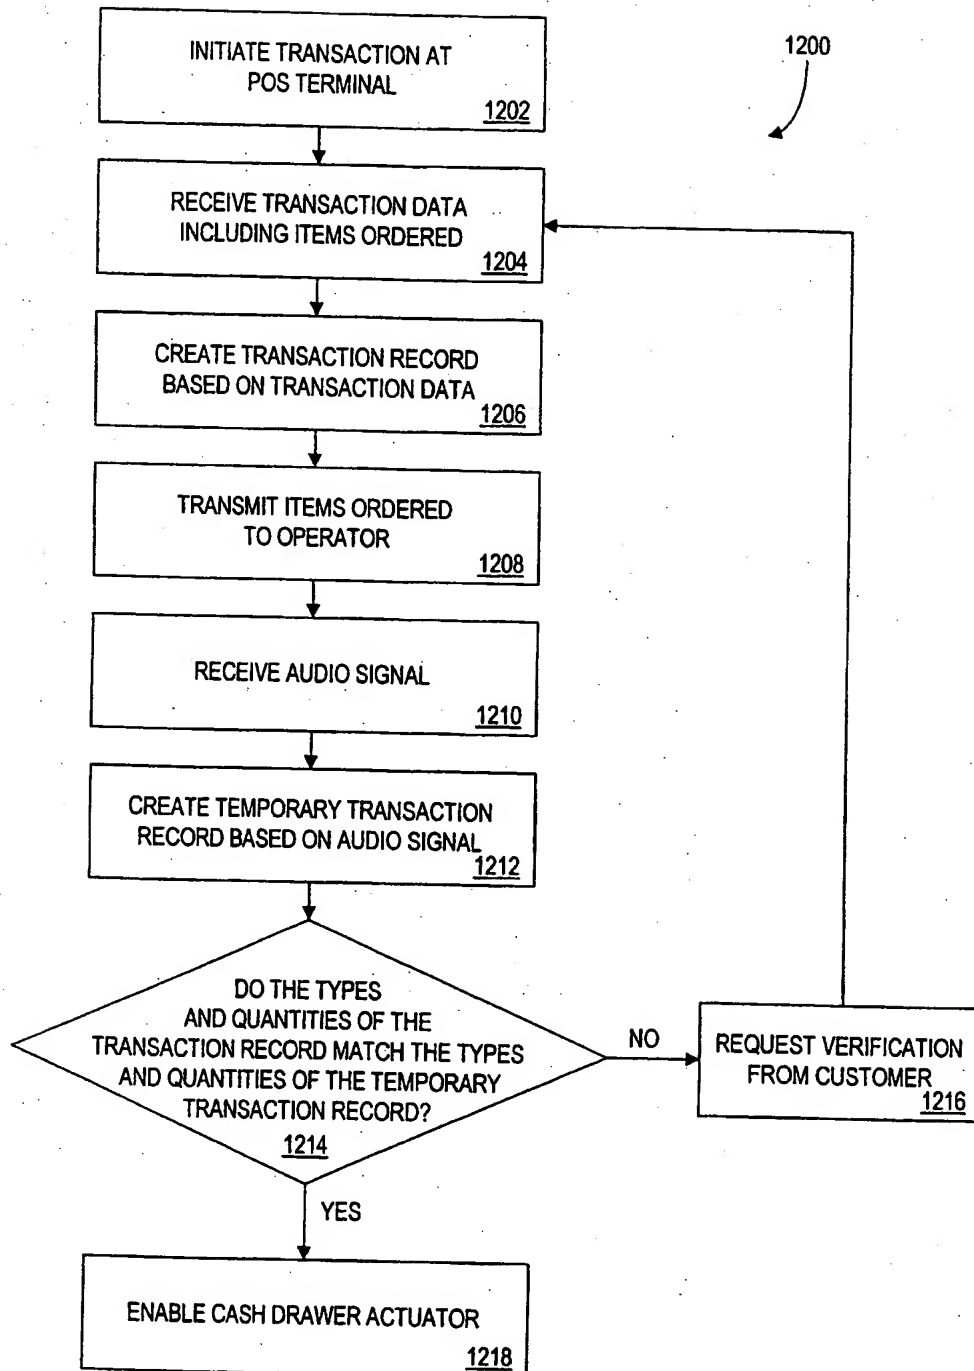 INITIATE TRANSACTION AT
POS TERMINAL
1202
1200
RECEIVE TRANSACTION DATA
INCLUDING ITEMS ORDERED
1204
CREATE TRANSACTION RECORD
BASED ON TRANSACTION DATA
1206
TRANSMIT ITEMS ORDERED
TO OPERATOR
1208
RECEIVE AUDIO SIGNAL
1210
CREATE TEMPORARY TRANSACTION
RECORD BASED ON AUDIO SIGNAL
1212
DO THE TYPES
AND QUANTITIES OF THE
TRANSACTION RECORD MATCH THE TYPES
AND QUANTITIES OF THE TEMPORARY
TRANSACTION RECORD?
1214
NO
REQUEST VERIFICATION
FROM CUSTOMER
1216
YES
ENABLE CASH DRAWER ACTUATOR
1218